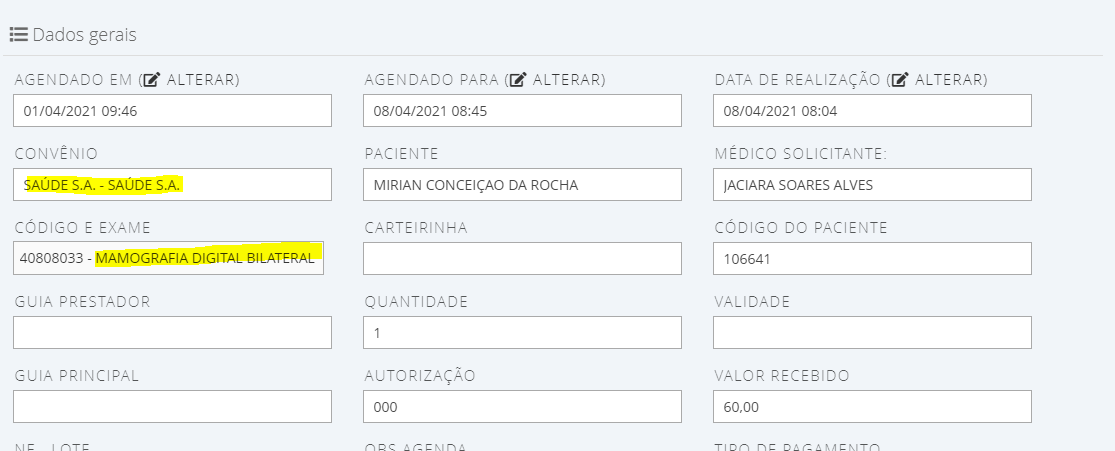 Dados gerais
AGENDADO EM ( ALTERAR) AGENDADO PARA ( ALTERAR) DATA DE REALIZAÇÃO ( ALTERAR)
01/04/2021 09:46 08/04/2021 08:45 08/04/2021 08:04
CONVÊNIO PACIENTE MÉDICO SOLICITANTE:
SAÚDE S.A. - SAÚDE S.A. MIRIAN CONCEIÇAO DA ROCHA JACIARA SOARES ALVES
CÓDIGO E EXAME CARTEIRINHA CÓDIGO DO PACIENTE
40808033 - MAMOGRAFIA DIGITAL BILATERAL 106641
GUIA PRESTADOR QUANTIDADE VALIDADE
1
GUIA PRINCIPAL AUTORIZAÇÃO VALOR RECEBIDO
000 60,00
OBS AGENDA TIPO DE PAGAMENTO